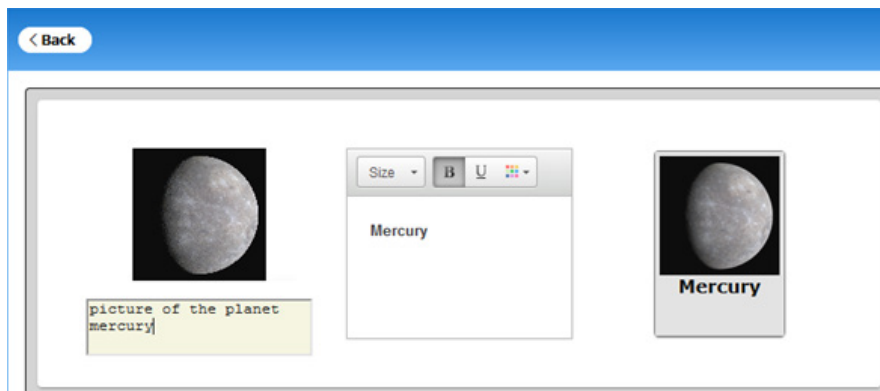 < Back
Size B U
Mercury
picture of the planet
mercury
Mercury